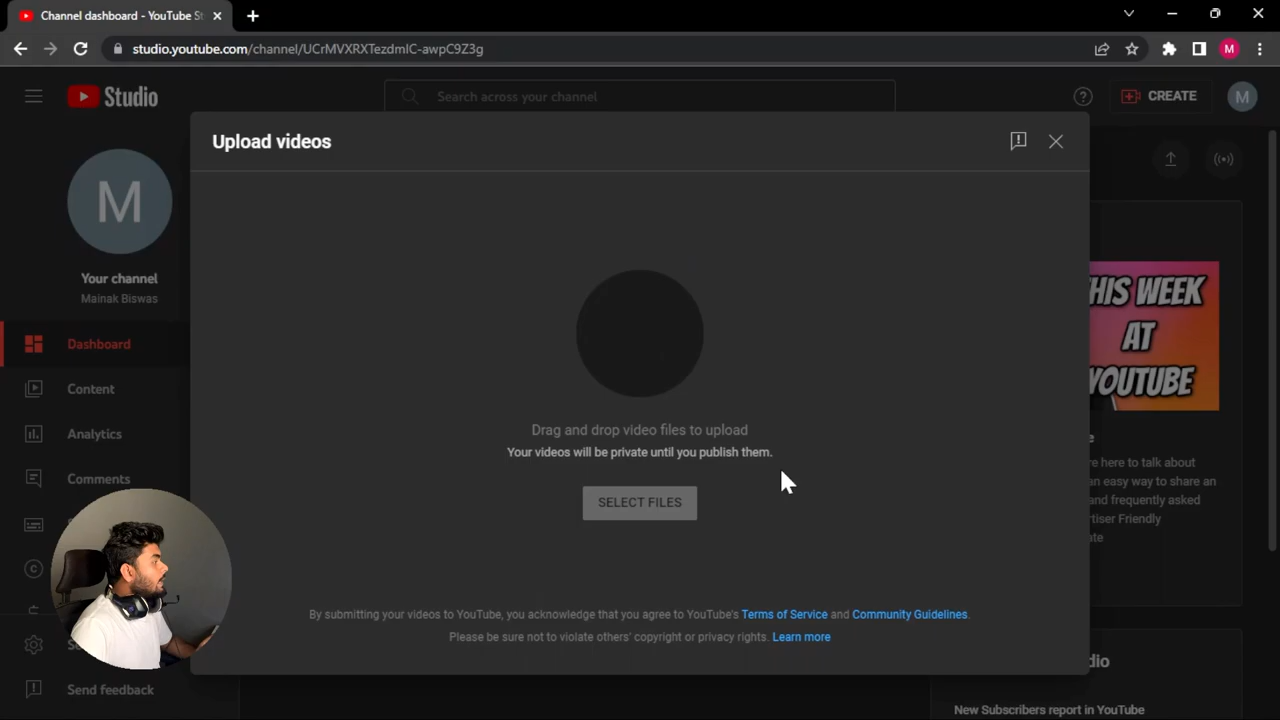 Channel dashboard - YouTube St
studio.youtube.com/channel/UCrMVXRXTezdmIC-awpC9Z3g
M
Studio
Search across your channel
CREATE
M
Upload videos
M
Your channel
Mainak Biswas
Dashboard
Content
Analytics
Comments
Send feedback
Drag and drop video files to upload
Your videos will be private until you publish them.
SELECT FILES
By submitting your videos to YouTube, you acknowledge that you agree to YouTube's Terms of Service and Community Guidelines.
Please be sure not to violate others' copyright or privacy rights. Learn more
THIS WEEK
AT
YOUTUBE
e
re here to talk about
an easy way to share an
and frequently asked
rtiser Friendly
ate
dio
New Subscribers report in YouTube